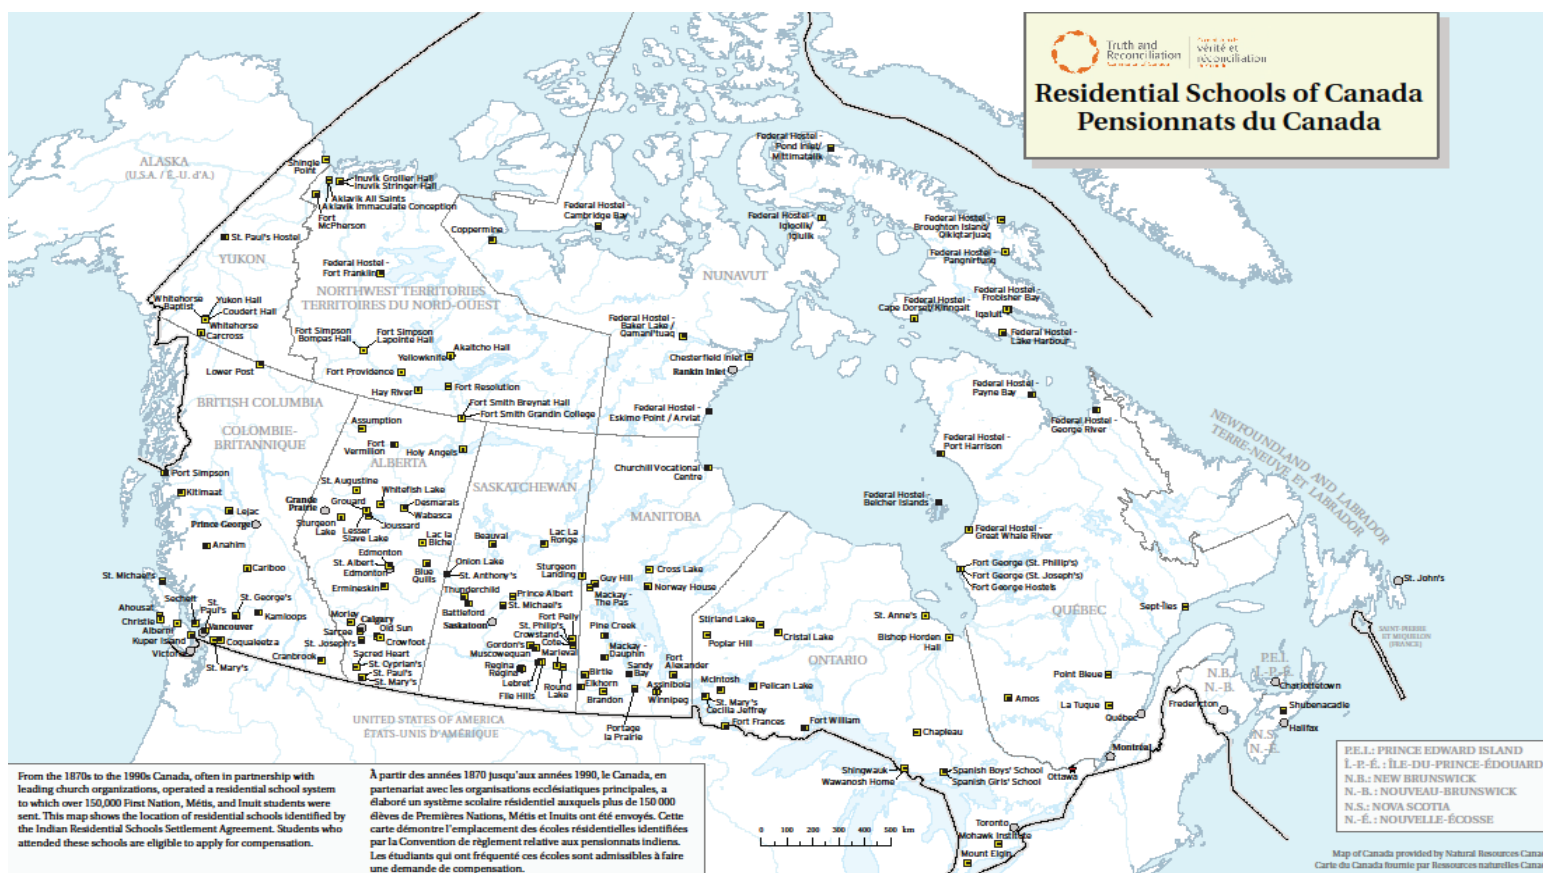 Truth and
Reconciliation
vérité et
réconciliation
Residential Schools of Canada
Pensionnats du Canada
ALASKA
(U.S.A. / É.-U. d'A.)
Shingle
Point
Inuvik Grollier Hall
Inuvik Stringer Hall
Aklavik All Saints
Aklavik Immaculate Conception
Fort
McPherson
St. Paul's Hostel
YUKON
Federal Hostel -
Fort Franklin
Coppermine
Federal Hostel -
Cambridge Bay
Federal Hostel -
Pond Inlet/
Mittimatalik
Federal Hostel -
Igloolik/
Iglulik
Federal Hostel -
Broughton Island/
Qikiqtarjuaq
Federal Hostel -
Pangnirtung
NUNAVUT
NORTHWEST TERRITORIES
TERRITOIRES DU NORD-OUEST
Federal Hostel -
Frobisher Bay
Federal Hostel -
Cape Dorset/Kinngait
Iqaluit
Federal Hostel -
Lake Harbour
Whitehorse
Baptist
Yukon Hall
Coudert Hall
Whitehorse
Carcross
Lower Post
Fort Simpson
Bompas Hall
Fort Simpson
Lapointe Hall
Akaitcho Hall
Yellowknife
Fort Providence
Hay River
Fort Resolution
Fort Smith Breynat Hall
Fort Smith Grandin College
Federal Hostel -
Baker Lake /
Qamani'tuaq
Chesterfield Inlet
Rankin Inlet
Federal Hostel -
Eskimo Point / Arviat
Federal Hostel -
Payne Bay
Federal Hostel -
George River
Federal Hostel -
Port Harrison
NEWFOUNDLAND AND LABRADOR
TERRE-NEUVE ET LABRADOR
BRITISH COLUMBIA
COLOMBIE-
BRITANNIQUE
Assumption
Fort
Vermilion
Holy Angels
ALBERTA
SASKATCHEWAN
MANITOBA
Churchill Vocational
Centre
Federal Hostel -
Belcher Islands
Federal Hostel -
Great Whale River
Fort George (St. Philip's)
Fort George (St. Joseph's)
Fort George Hostels
QUÉBEC
Sept-Îles
St. John's
SAINT-PIERRE
ET MIQUELON
(FRANCE)
Port Simpson
Kitimaat
Lejac
Prince George
Anahim
Cariboo
St. Michael's
Sechelt
St.
Paul's
St. George's
Kamloops
Ahousat
Christie
Alberni
Kuper Island
Victoria
Vancouver
Coqualeetza
St. Mary's
Cranbrook
St. Augustine
Grande
Prairie
Grouard
Whitefish Lake
Desmarais
Wabasca
Sturgeon
Lake
Lesser
Slave Lake
Joussard
Lac la
Biche
Edmonton
St. Albert
Edmonton
Blue
Quills
Ermineskin
Morley
Calgary
Sarcee
Old Sun
Crowfoot
St. Joseph's
Sacred Heart
St. Cyprian's
St. Paul's
St. Mary's
Beauval
Lac La
Ronge
Onion Lake
St. Anthony's
Thunderchild
Battleford
Saskatoon
Prince Albert
St. Michael's
Sturgeon
Landing
Fort Pelly
St. Philip's
Crowstand
Cote
Gordon's
Muscowequan
Marieval
Regina
Regina
Lebret
File Hills
Round
Lake
Cross Lake
Norway House
Guy Hill
Mackay -
The Pas
Pine Creek
Mackay -
Dauphin
Birtle
Elkhorn
Brandon
Sandy
Bay
Fort
Alexander
Assiniboia
Winnipeg
Portage
la Prairie
Stirland Lake
Poplar Hill
Cristal Lake
ONTARIO
McIntosh
Pelican Lake
St. Mary's
Cecilia Jeffrey
Fort Frances
Fort William
St. Anne's
Bishop Horden
Hall
Chapleau
Shingwauk
Wawanosh Home
Spanish Boys' School
Spanish Girls' School
Point Bleue
Amos
La Tuque
Québec
Montréal
Ottawa
Toronto
Mohawk Institute
Mount Elgin
N.B.
N.-B.
Fredericton
P.E.I.
Î.-P.-É.
Charlottetown
Shubenacadie
Halifax
N.S.
N.-É.
UNITED STATES OF AMERICA
ÉTATS-UNIS D'AMÉRIQUE
From the 1870s to the 1990s Canada, often in partnership with
leading church organizations, operated a residential school system
to which over 150,000 First Nation, Métis, and Inuit students were
sent. This map shows the location of residential schools identified by
the Indian Residential Schools Settlement Agreement. Students who
attended these schools are eligible to apply for compensation.
À partir des années 1870 jusqu'aux années 1990, le Canada, en
partenariat avec les organisations ecclésiatiques principales, a
élaboré un système scolaire résidentiel auxquels plus de 150 000
élèves de Premières Nations, Métis et Inuits ont été envoyés. Cette
carte démontre l'emplacement des écoles résidentielles identifiées
par la Convention de règlement relative aux pensionnats indiens.
Les étudiants qui ont fréquenté ces écoles sont admissibles à faire
une demande de compensation.
0 100 200 300 400 500 km
P.E.I.: PRINCE EDWARD ISLAND
Î.-P.-É. : ÎLE-DU-PRINCE-ÉDOUARD
N.B.: NEW BRUNSWICK
N.-B. : NOUVEAU-BRUNSWICK
N.S.: NOVA SCOTIA
N.-É. : NOUVELLE-ÉCOSSE
Map of Canada provided by Natural Resources Cana
Carte du Canada fournie par Ressources naturelles Cana